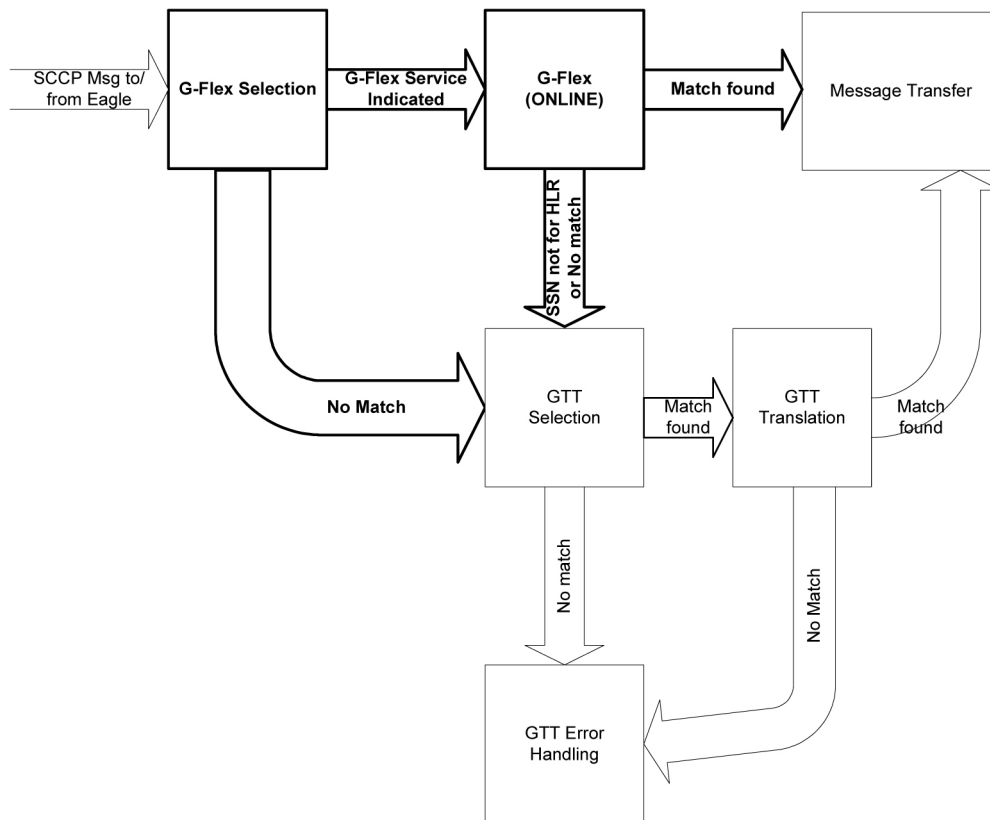 SCCP Msg to/
from Eagle
G-Flex Selection
G-Flex Service
Indicated
G-Flex
(ONLINE)
Match found
Message Transfer
SSN not for HLR
or No match
No Match
GTT
Selection
Match
found
GTT
Translation
Match
found
No match
No Match
GTT Error
Handling